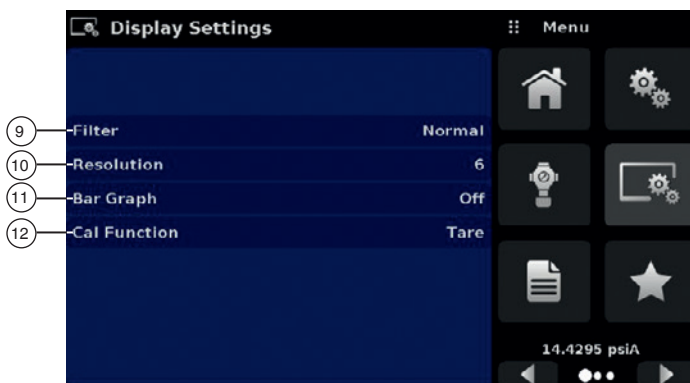 Display Settings
Menu
9 Filter Normal
10 Resolution 6
11 Bar Graph Off
12 Cal Function Tare
14.4295 psiA